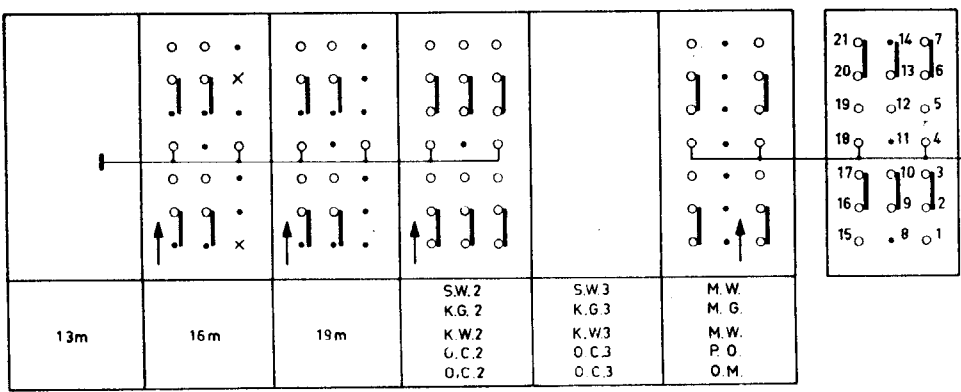 21 14 7
20 13 6
19 12 5
18 11 4
17 10 3
16 9 2
15 8 1
13m
16m
19m
S.W.2
K.G.2
K.W.2
O.C.2
O.C.2
S.W.3
K.G.3
K.W.3
O.C.3
O.C.3
M.W.
M.G.
M.W.
P.O.
O.M.